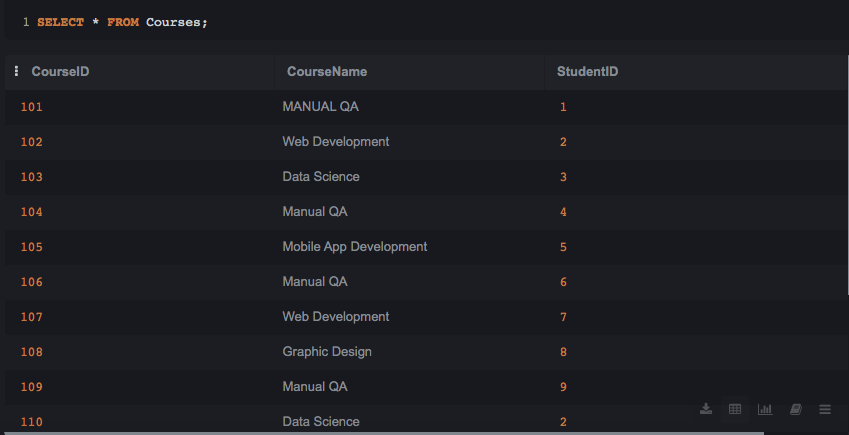 1 SELECT * FROM Courses;
CourseID CourseName StudentID
101 MANUAL QA 1
102 Web Development 2
103 Data Science 3
104 Manual QA 4
105 Mobile App Development 5
106 Manual QA 6
107 Web Development 7
108 Graphic Design 8
109 Manual QA 9
110 Data Science 2